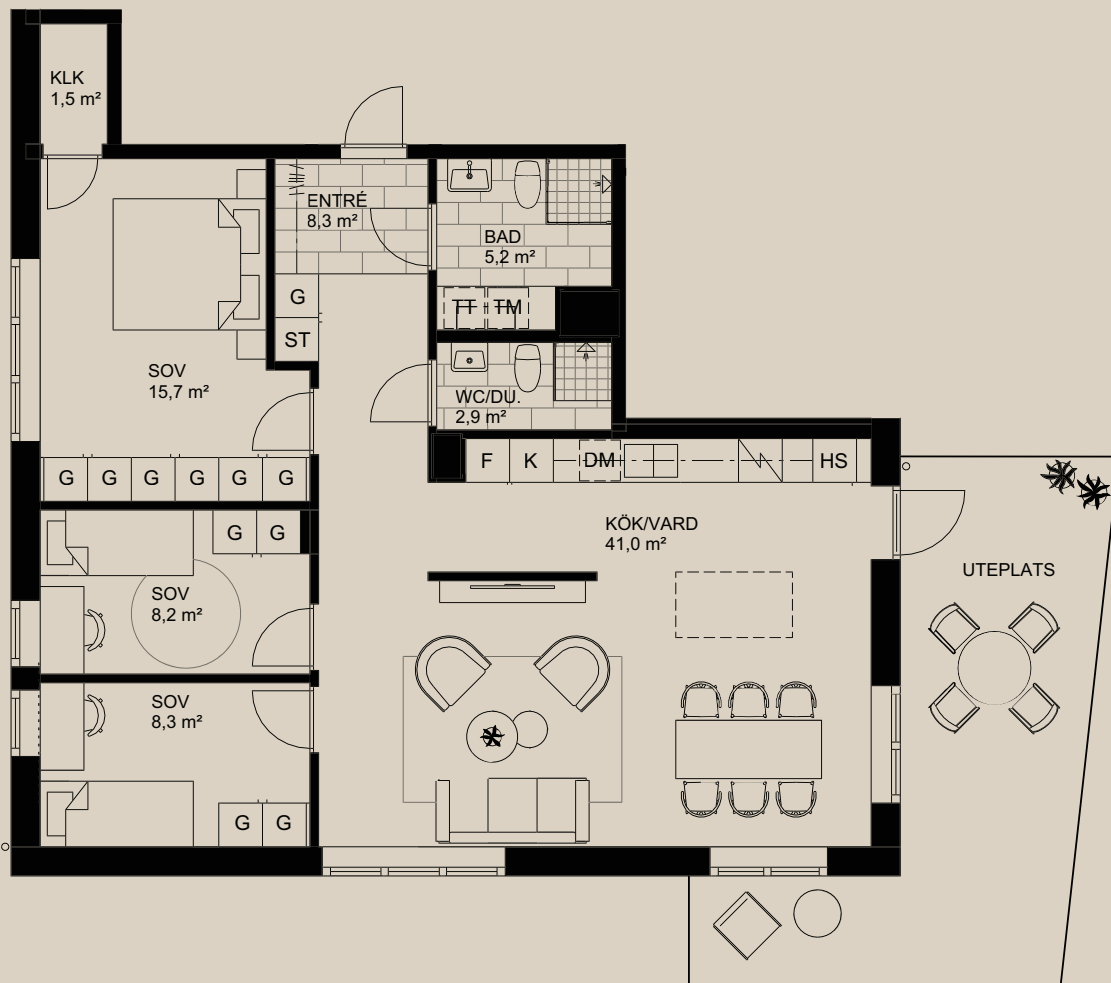 KLK
1,5 m²
ENTRÉ
8,3 m²
BAD
5,2 m²
G
TT TM
ST
SOV
15,7 m²
WC/DU.
2,9 m²
G G G G G G
F K DM HS
KÖK/VARD
41,0 m²
G G
UTEPLATS
SOV
8,2 m²
SOV
8,3 m²
G G